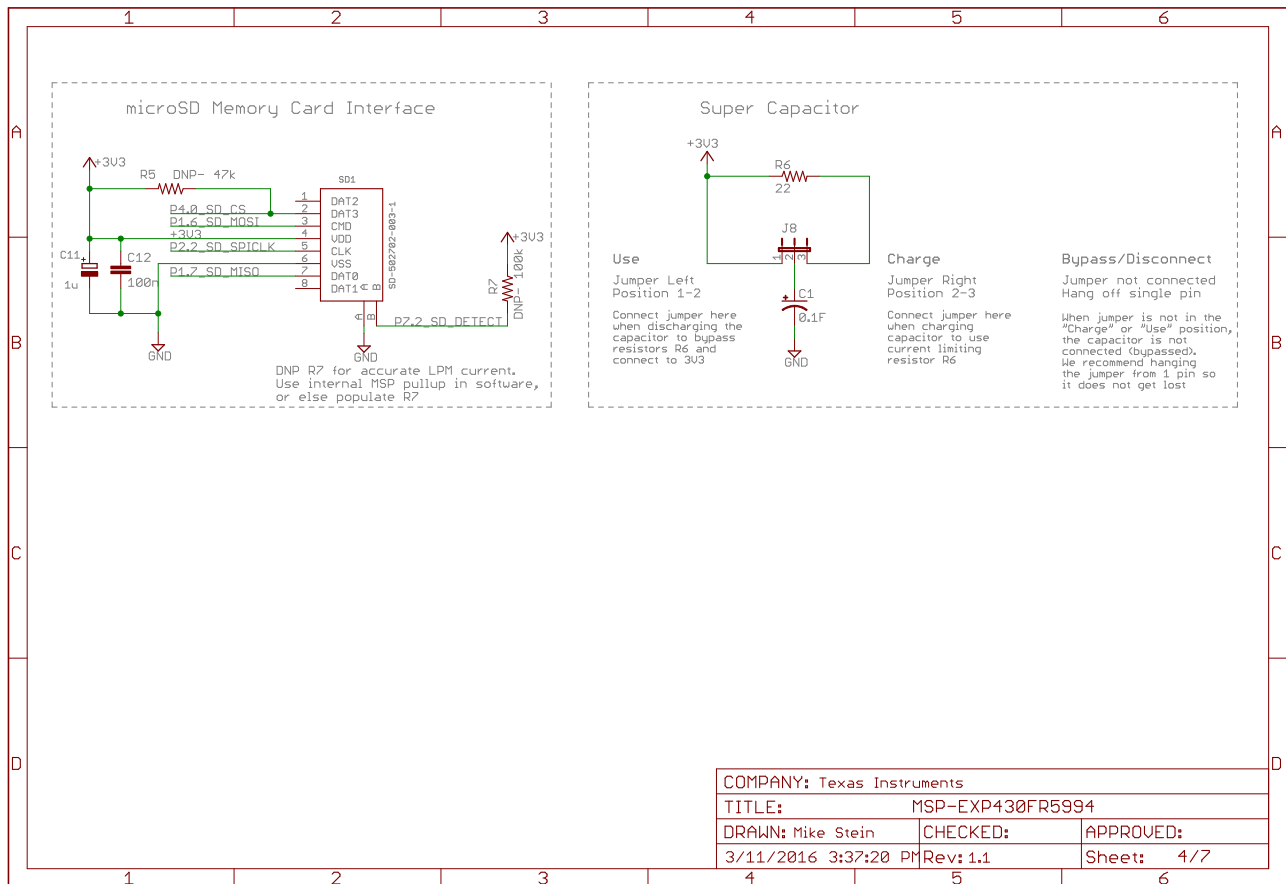 1 2 3 4 5 6
A A
B B
C C
D D
microSD Memory Card Interface
+3V3
R5 DNP- 47k
SD1
P4.0_SD_CS
P1.6_SD_MOSI
+3V3
P2.2_SD_SPICLK
P1.7_SD_MISO
1 DAT2
2 DAT3
3 CMD
4 VDD
5 CLK
6 VSS
7 DAT0
8 DAT1
A B
A B
SD-502702-003-1
C11
+
1u
C12
100n
GND
GND
P7.2_SD_DETECT
+3V3
R7
DNP- 100k
DNP R7 for accurate LPM current.
Use internal MSP pullup in software,
or else populate R7
Super Capacitor
+3V3
R6
22
J8
1 2 3
+
C1
0.1F
GND
Use
Jumper Left
Position 1-2
Connect jumper here
when discharging the
capacitor to bypass
resistors R6 and
connect to 3V3
Charge
Jumper Right
Position 2-3
Connect jumper here
when charging
capacitor to use
current limiting
resistor R6
Bypass/Disconnect
Jumper not connected
Hang off single pin
When jumper is not in the
"Charge" or "Use" position,
the capacitor is not
connected (bypassed).
We recommend hanging
the jumper from 1 pin so
it does not get lost
COMPANY: Texas Instruments
TITLE: MSP-EXP430FR5994
DRAWN: Mike Stein CHECKED: APPROVED:
3/11/2016 3:37:20 PM Rev: 1.1 Sheet: 4/7
1 2 3 4 5 6